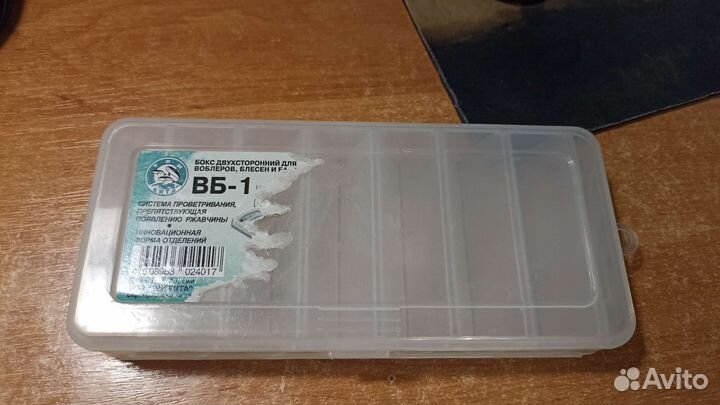 БОКС ДВУХСТОРОННИЙ ДЛЯ
ВОБЛЕРОВ, БЛЕСЕН И
ВБ-1
СИСТЕМА ПРОВЕТРИВАНИЯ,
ПРЕПЯТСТВУЮЩАЯ
ПОЯВЛЕНИЮ РЖАВЧИНЫ
ИННОВАЦИОННАЯ
ФОРМА ОТДЕЛЕНИЙ
024017
Avito